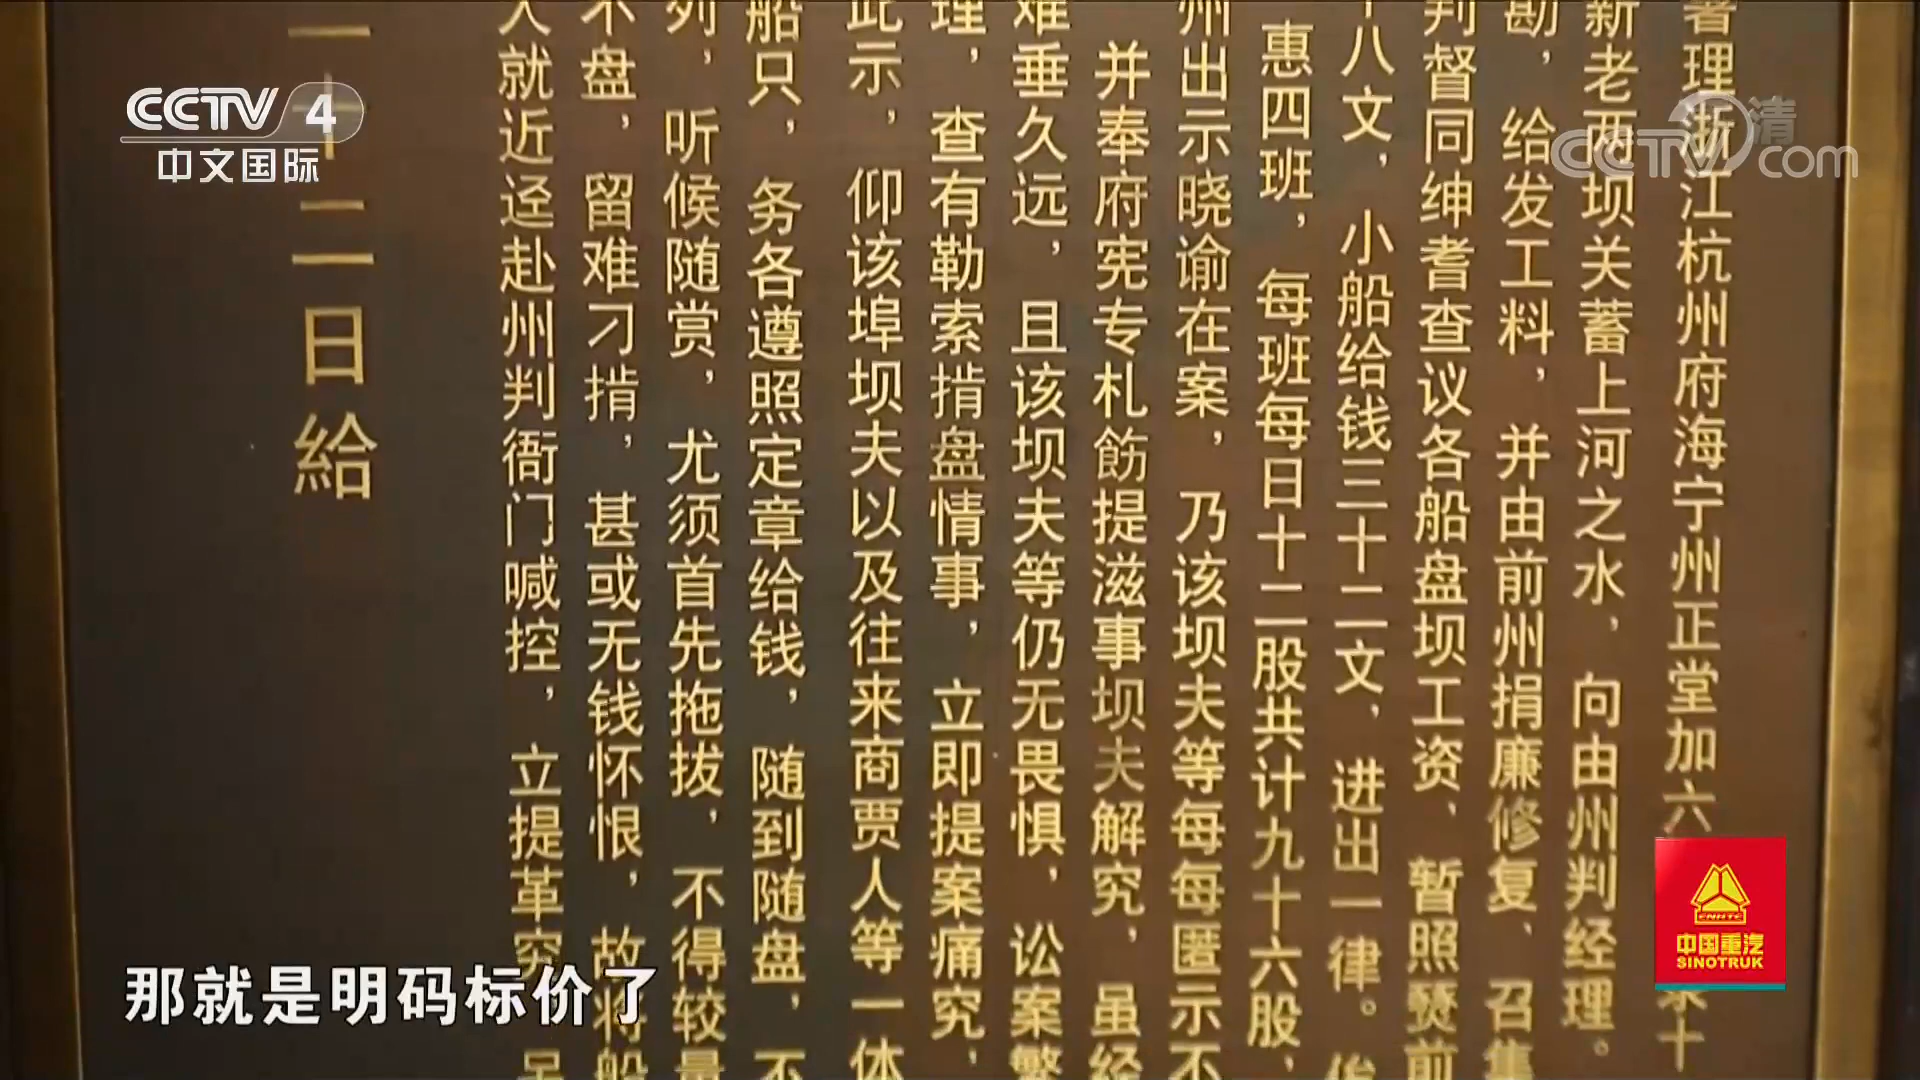 署理浙江杭州府海宁州正堂加六
十
新老两坝关蓄上河之水，向由州判经理。
勘，给发工料，并由前州捐廉修复、召集
判督同绅耆查议各船盘坝工资、暂照赟前
十八文，小船给钱三十二文，进出一律。
惠四班，每班每日十二股共计九十六股，
州出示晓谕在案，乃该坝夫等每每匿示不
并奉府宪专札饬提滋事坝夫解究，虽经
难垂久远，且该坝夫等仍无畏惧，讼案繁
理，查有勒索掯盘情事，立即提案痛究，
此示，仰该埠坝夫以及往来商贾人等一体
船只，务各遵照定章给钱，随到随盘，不
列，听候随赏，尤须首先拖拔，不得较量
不盘，留难刁掯，甚或无钱怀恨，故将船
人就近迳赴州判衙门喊控，立提革究
二十二日給
CCTV 4
中文国际
CCTV.com
清
中国重汽
SINOTRUK
那就是明码标价了